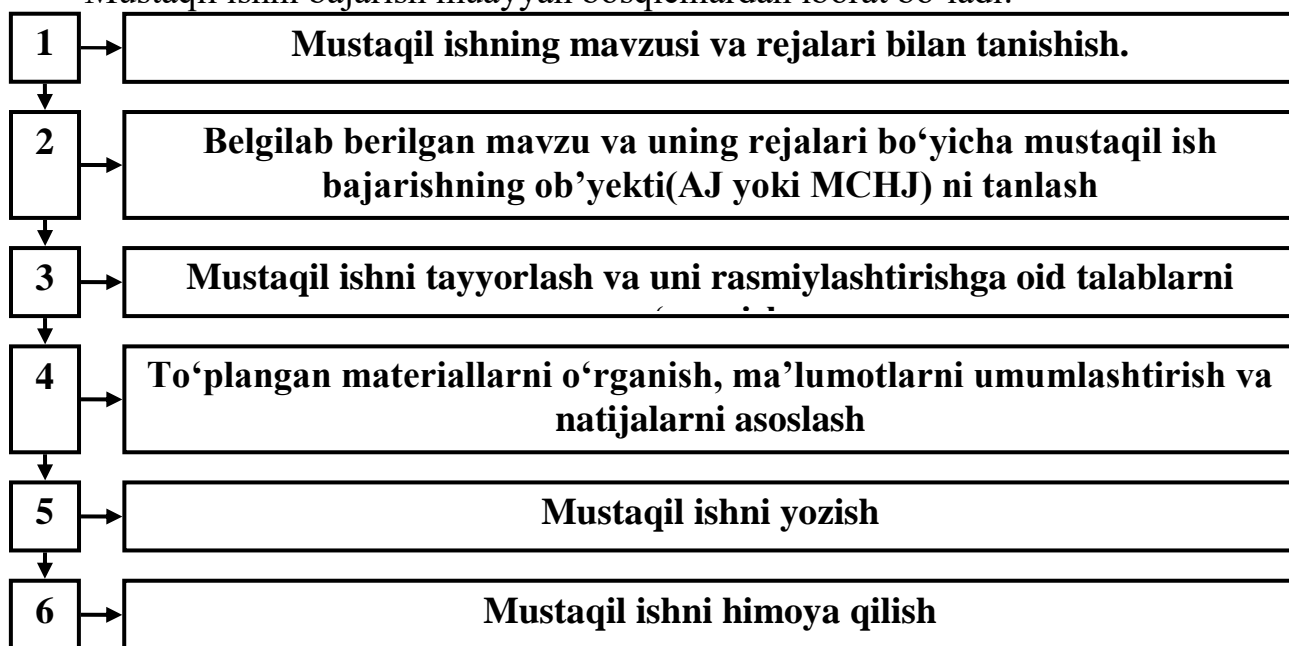 1
Mustaqil ishning mavzusi va rejalari bilan tanishish.
2
Belgilab berilgan mavzu va uning rejalari bo‘yicha mustaqil ish
bajarishning ob’yekti(AJ yoki MCHJ) ni tanlash
3
Mustaqil ishni tayyorlash va uni rasmiylashtirishga oid talablarni
4
To‘plangan materiallarni o‘rganish, ma’lumotlarni umumlashtirish va
natijalarni asoslash
5
Mustaqil ishni yozish
6
Mustaqil ishni himoya qilish